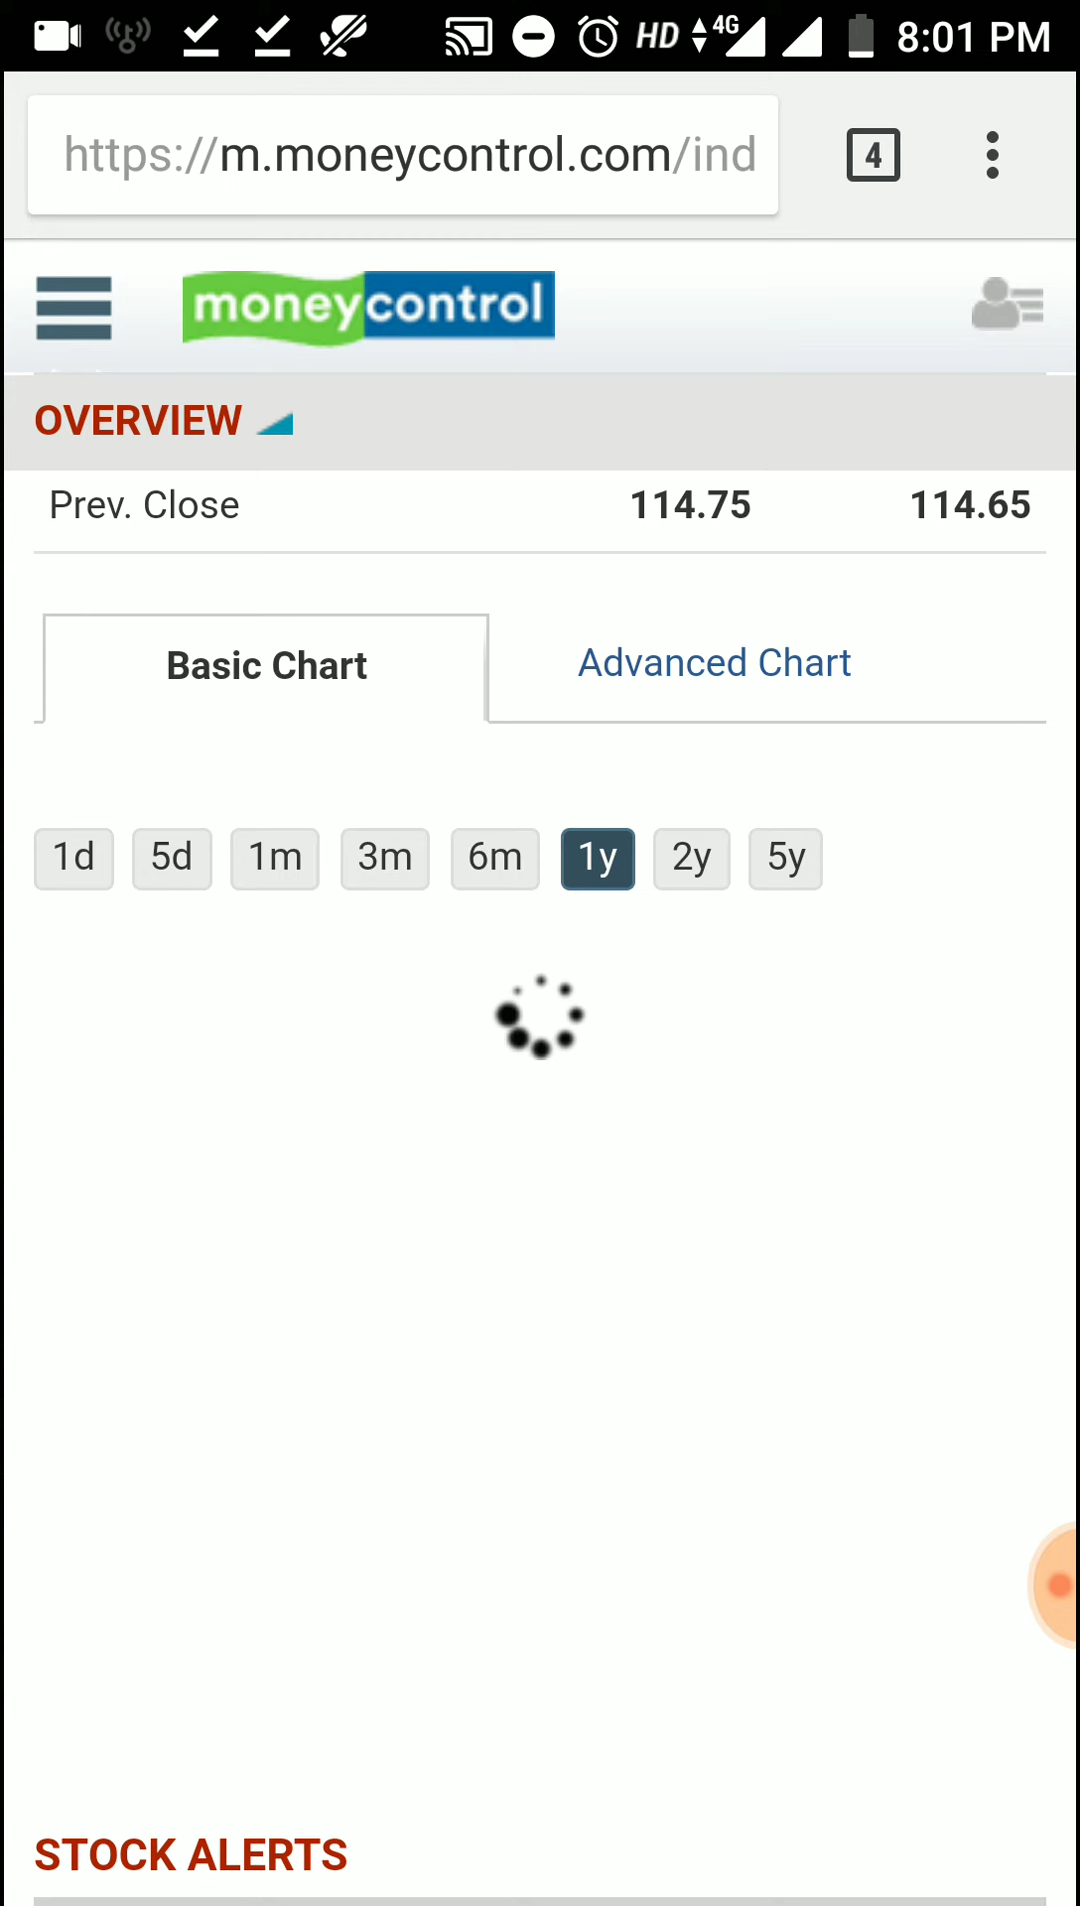 HD 4G 8:01 PM
https://m.moneycontrol.com/ind 4
moneycontrol
OVERVIEW
Prev. Close 114.75 114.65
Basic Chart Advanced Chart
1d 5d 1m 3m 6m 1y 2y 5y
STOCK ALERTS